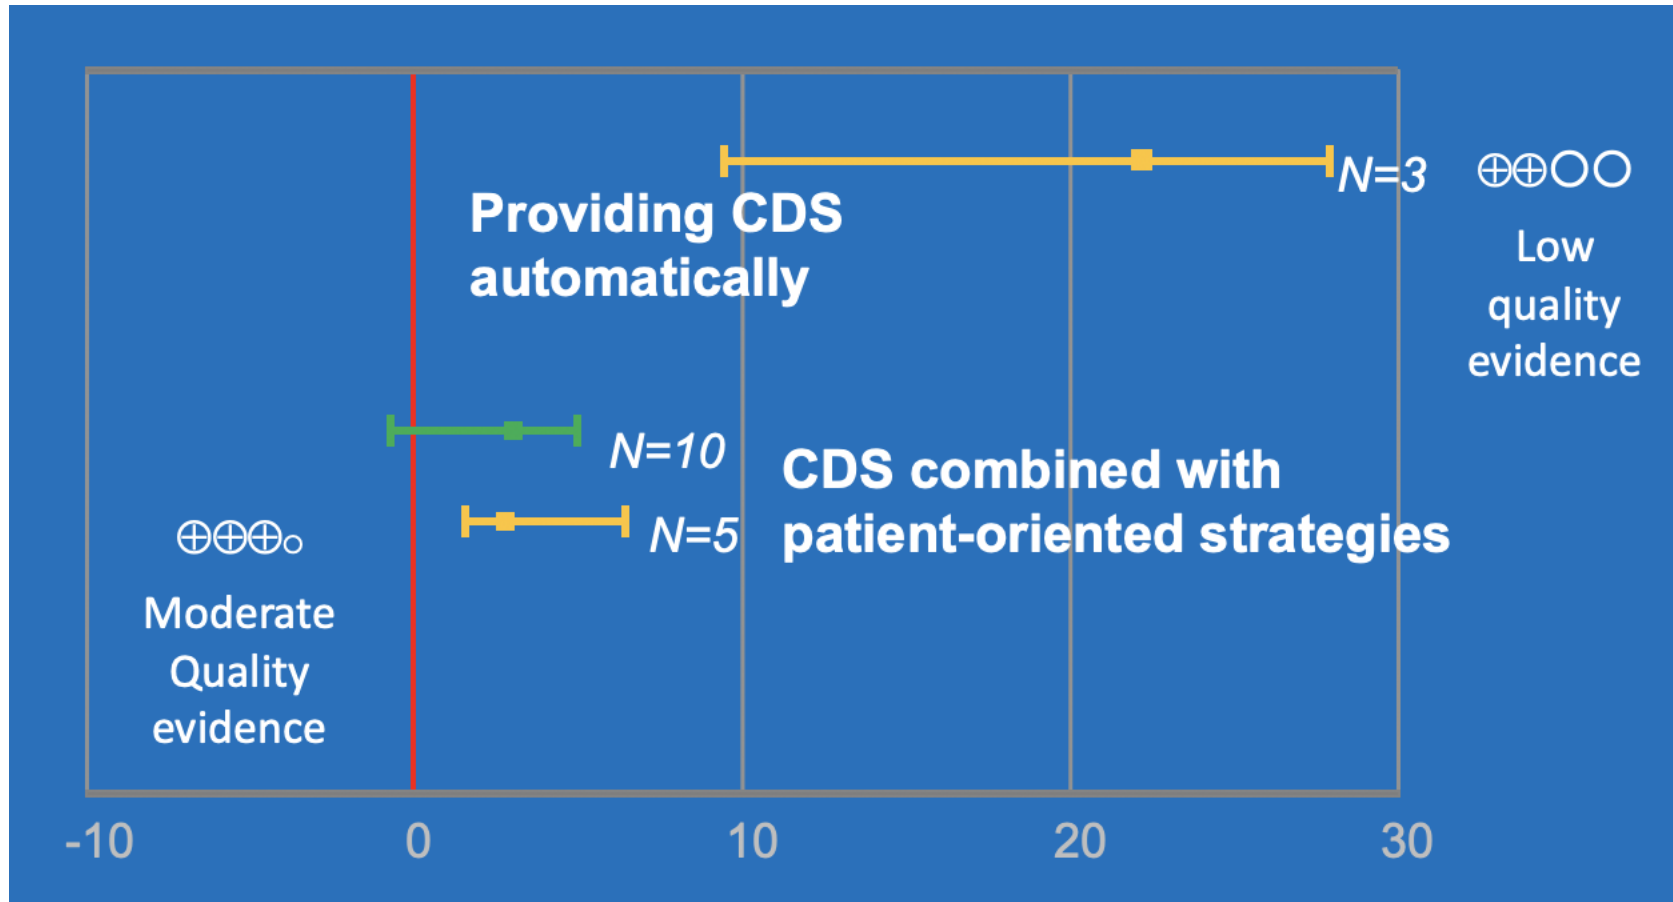 N=3
Providing CDS
automatically
Low
quality
evidence
N=10
CDS combined with
patient-oriented strategies
N=5
Moderate
Quality
evidence
-10 0 10 20 30